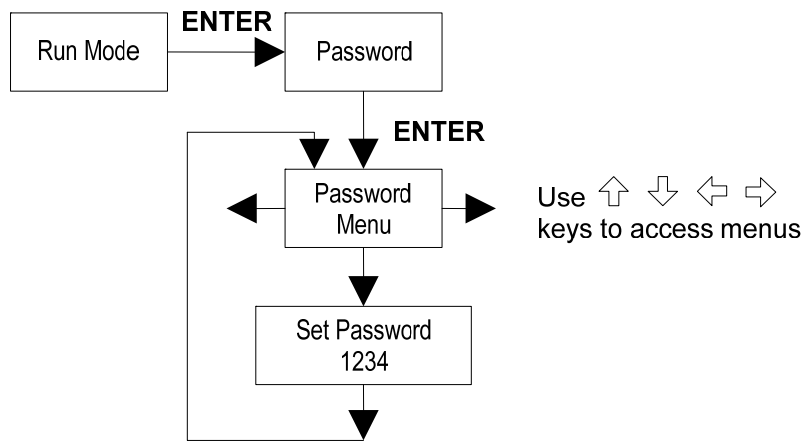 ENTER
Run Mode
Password
ENTER
Password
Menu
Use ⇧ ⇩ ⇦ ⇨
keys to access menus
Set Password
1234